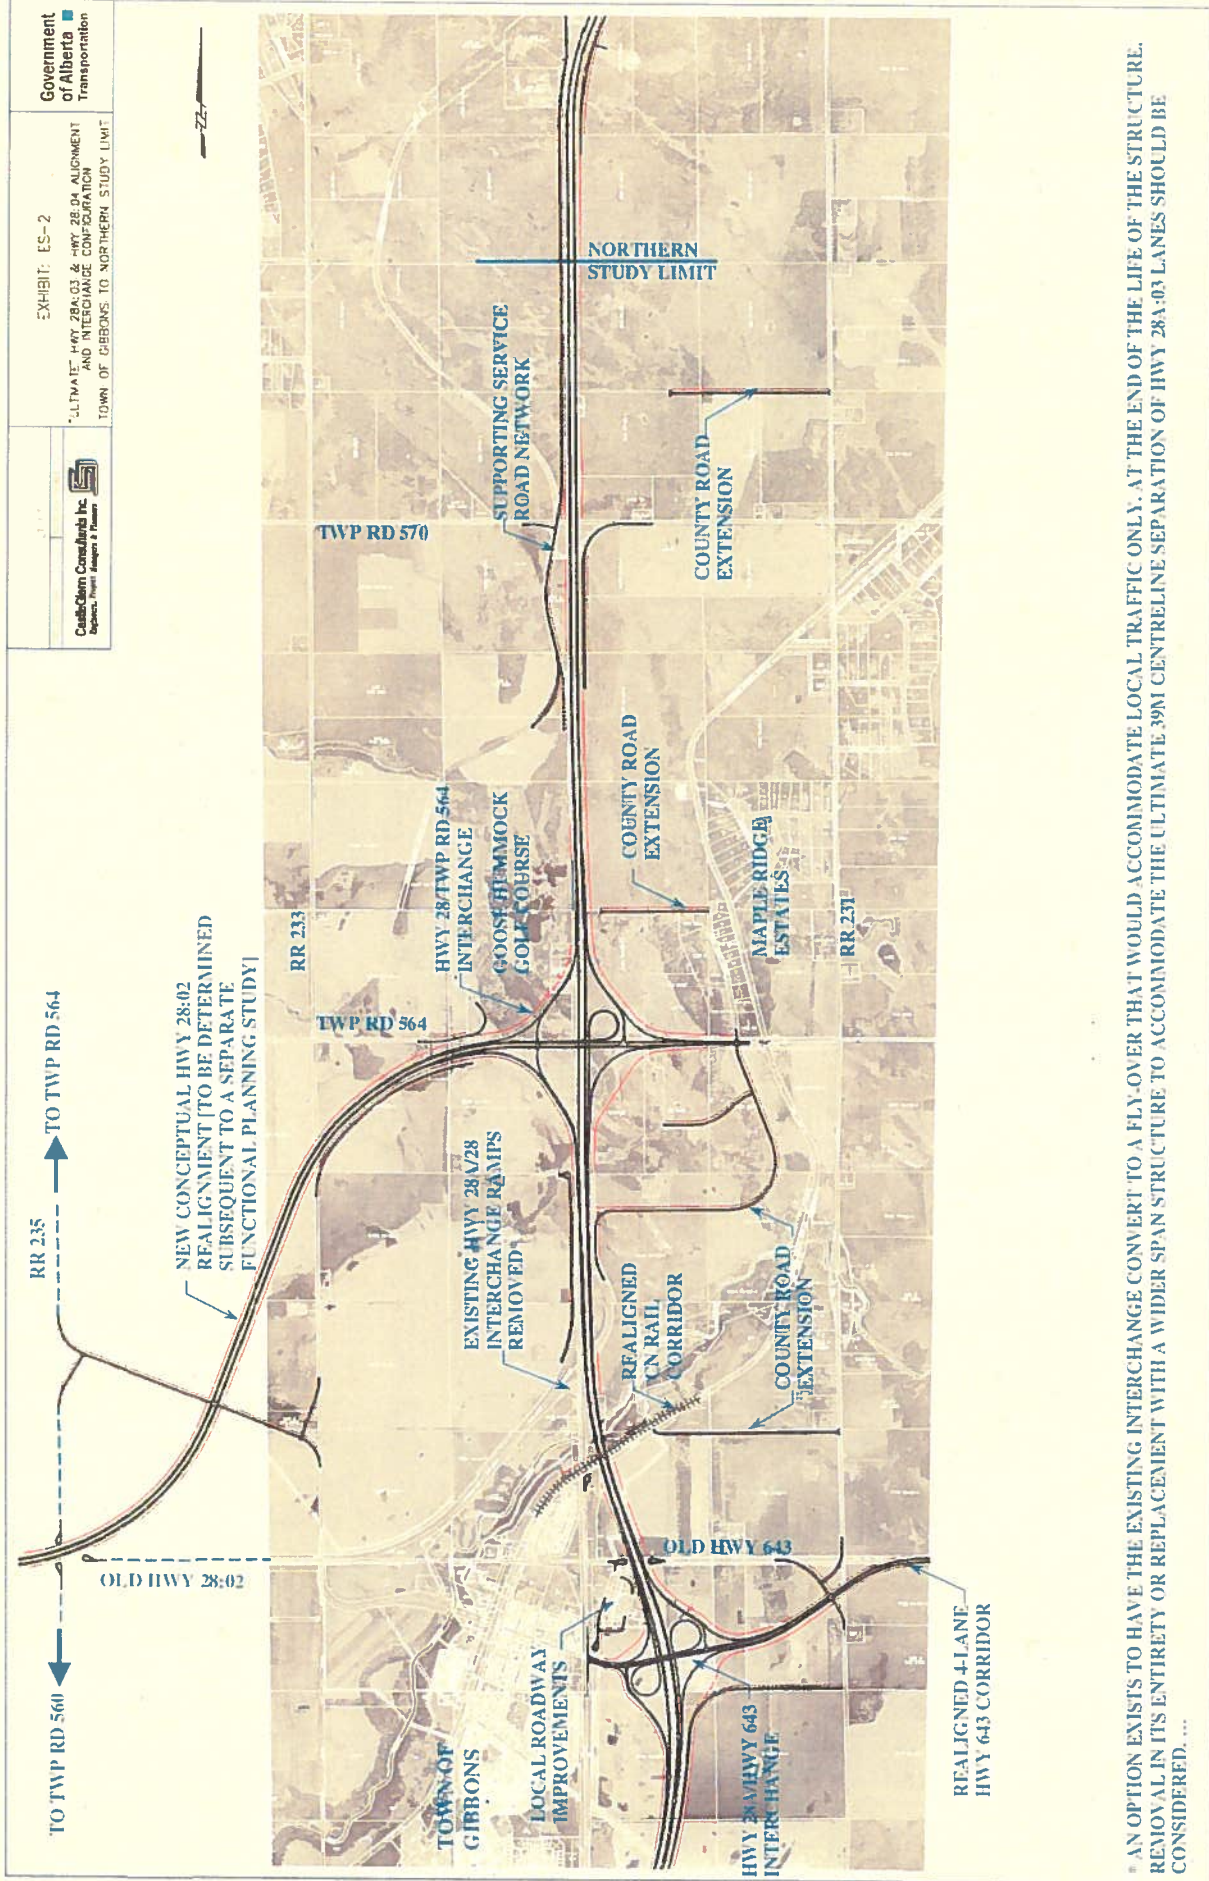 EXHIBIT: ES-2
"ULTIMATE" HWY 28A:03 & HWY 28:04 ALIGNMENT
AND INTERCHANGE CONFIGURATION
TOWN OF GIBBONS TO NORTHERN STUDY LIMIT
Government
of Alberta
Transportation
CastleGlenn Consultants Inc.
Engineers, Project Managers & Planners
TO TWP RD 560
RR 235
TO TWP RD 564
OLD HWY 28:02
NEW CONCEPTUAL HWY 28:02
REALIGNMENT [TO BE DETERMINED
SUBSEQUENT TO A SEPARATE
FUNCTIONAL PLANNING STUDY]
RR 233
TWP RD 564
TWP RD 570
HWY 28/TWP RD 564
INTERCHANGE
GOOSE HUMMOCK
GOLF COURSE
SUPPORTING SERVICE
ROAD NETWORK
NORTHERN
STUDY LIMIT
EXISTING HWY 28A/28
INTERCHANGE RAMPS
REMOVED*
TOWN OF
GIBBONS
LOCAL ROADWAY
IMPROVEMENTS
REALIGNED
CN RAIL
CORRIDOR
COUNTY ROAD
EXTENSION
COUNTY ROAD
EXTENSION
COUNTY ROAD
EXTENSION
OLD HWY 643
MAPLE RIDGE
ESTATES
RR 231
HWY 28A/HWY 643
INTERCHANGE
REALIGNED 4-LANE
HWY 643 CORRIDOR
* AN OPTION EXISTS TO HAVE THE EXISTING INTERCHANGE CONVERT TO A FLY-OVER THAT WOULD ACCOMMODATE LOCAL TRAFFIC ONLY. AT THE END OF THE LIFE OF THE STRUCTURE,
REMOVAL IN ITS ENTIRETY OR REPLACEMENT WITH A WIDER SPAN STRUCTURE TO ACCOMMODATE THE ULTIMATE 39M CENTRELINE SEPARATION OF HWY 28A:03 LANES SHOULD BE
CONSIDERED. ...